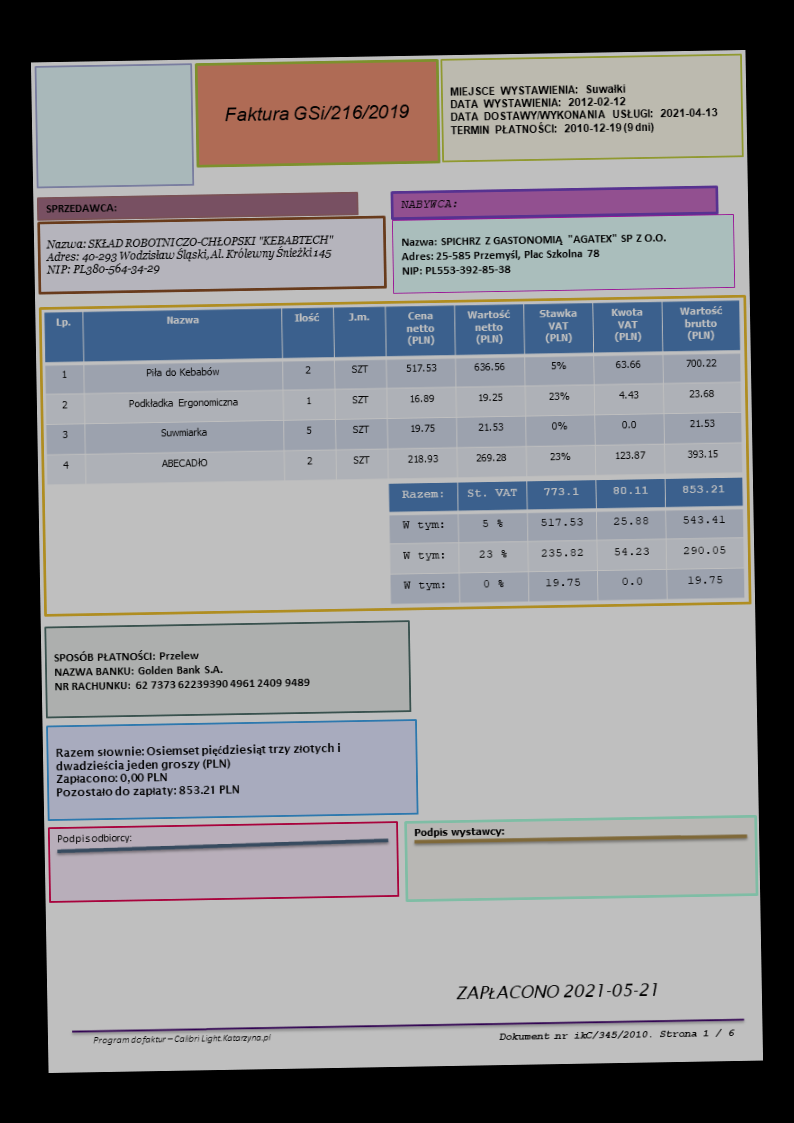 Faktura GSi/216/2019
MIEJSCE WYSTAWIENIA: Suwałki
DATA WYSTAWIENIA: 2012-02-12
DATA DOSTAWY/WYKONANIA USŁUGI: 2021-04-13
TERMIN PŁATNOŚCI: 2010-12-19 (9 dni)
SPRZEDAWCA:
Nazwa: SKŁAD ROBOTNICZO-CHŁOPSKI "KEBABTECH"
Adres: 40-293 Wodzisław Śląski, Al. Królewny Śnieżki 145
NIP: PL380-564-34-29
NABYWCA:
Nazwa: SPICHRZ Z GASTONOMIĄ "AGATEX" SP Z O.O.
Adres: 25-585 Przemyśl, Plac Szkolna 78
NIP: PL553-392-85-38
Lp. Nazwa Ilość J.m. Cena netto (PLN) Wartość netto (PLN) Stawka VAT (PLN) Kwota VAT (PLN) Wartość brutto (PLN)
1 Piła do Kebabów 2 SZT 517.53 636.56 5% 63.66 700.22
2 Podkładka Ergonomiczna 1 SZT 16.89 19.25 23% 4.43 23.68
3 Suwmiarka 5 SZT 19.75 21.53 0% 0.0 21.53
4 ABECADŁO 2 SZT 218.93 269.28 23% 123.87 393.15
Razem: St. VAT 773.1 80.11 853.21
W tym: 5 % 517.53 25.88 543.41
W tym: 23 % 235.82 54.23 290.05
W tym: 0 % 19.75 0.0 19.75
SPOSÓB PŁATNOŚCI: Przelew
NAZWA BANKU: Golden Bank S.A.
NR RACHUNKU: 62 7373 6223 9390 4961 2409 9489
Razem słownie: Osiemset pięćdziesiąt trzy złotych i
dwadzieścia jeden groszy (PLN)
Zapłacono: 0,00 PLN
Pozostało do zapłaty: 853.21 PLN
Podpis odbiorcy:
Podpis wystawcy:
ZAPŁACONO 2021-05-21
Program do faktur – Calibri Light.Katarzyna.pl
Dokument nr ikC/345/2010. Strona 1 / 6